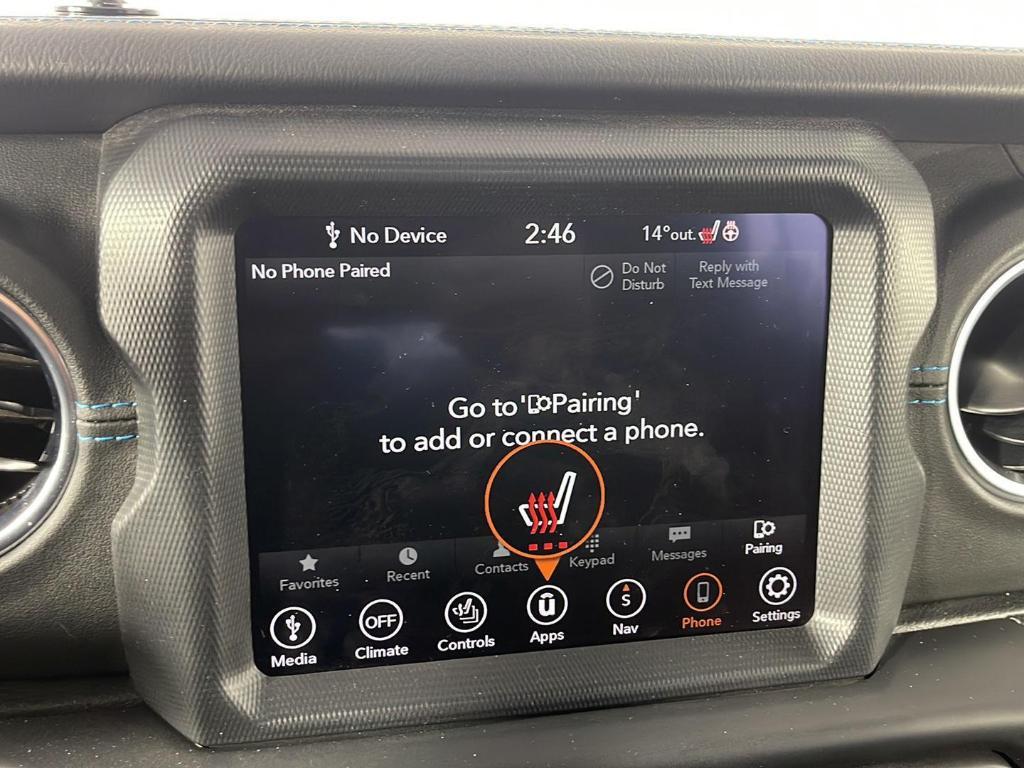 No Device
2:46
14°out.
No Phone Paired
Do Not
Disturb
Reply with
Text Message
Go to 'Pairing'
to add or connect a phone.
Favorites
Recent
Contacts
Keypad
Messages
Pairing
OFF
S
Media
Climate
Controls
Apps
Nav
Phone
Settings